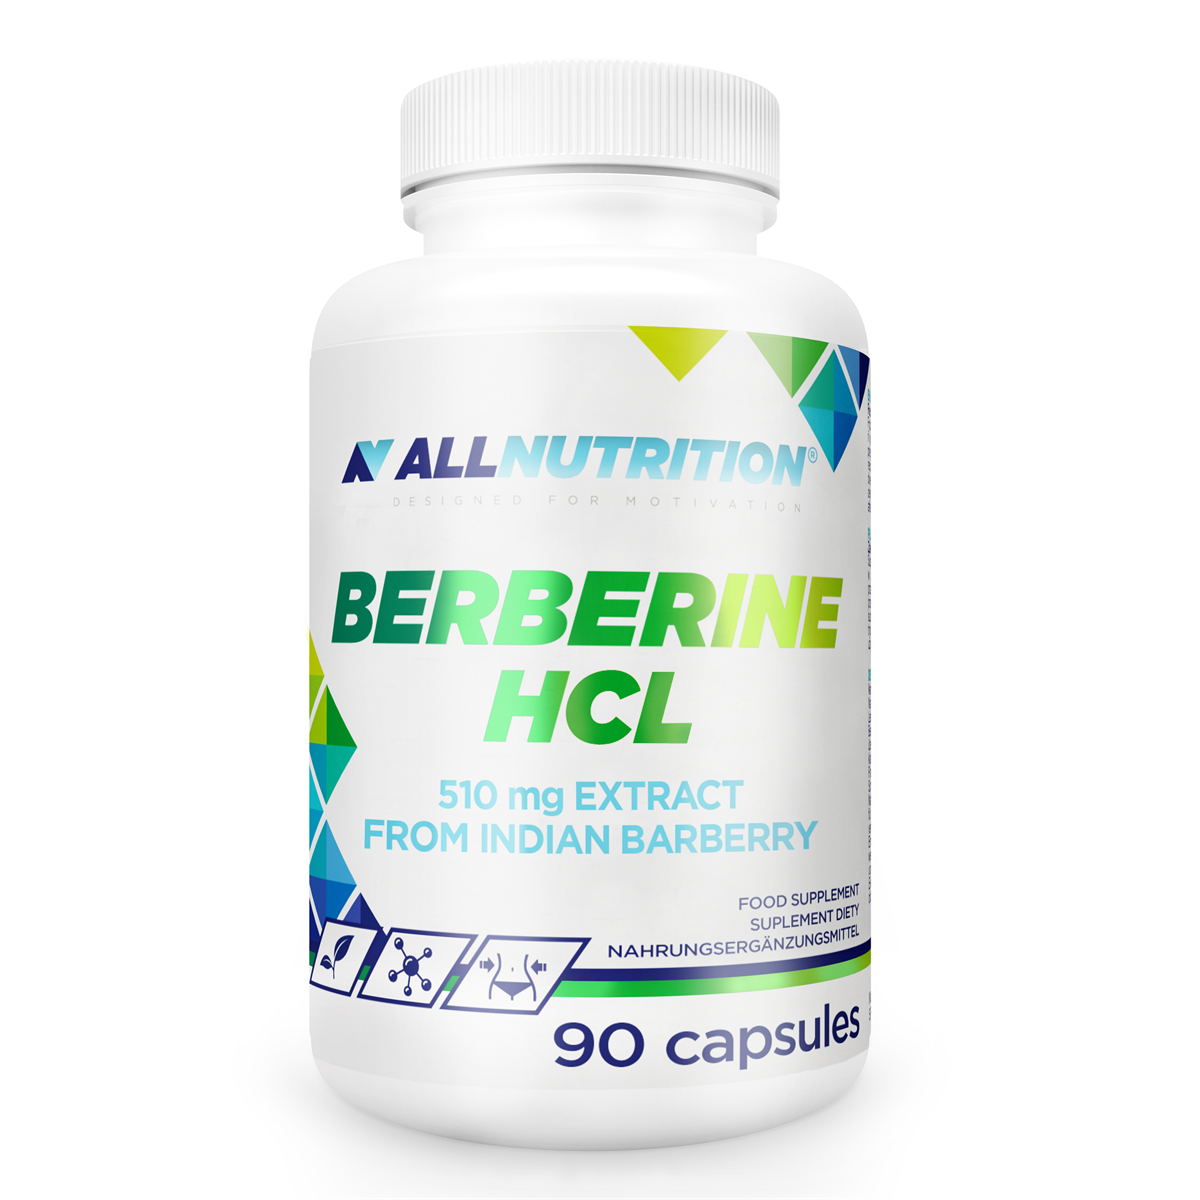 ALLNUTRITION®
DESIGNED FOR MOTIVATION
BERBERINE
HCL
510 mg EXTRACT
FROM INDIAN BARBERRY
FOOD SUPPLEMENT
SUPLEMENT DIETY
NAHRUNGSERGÄNZUNGSMITTEL
90 capsules